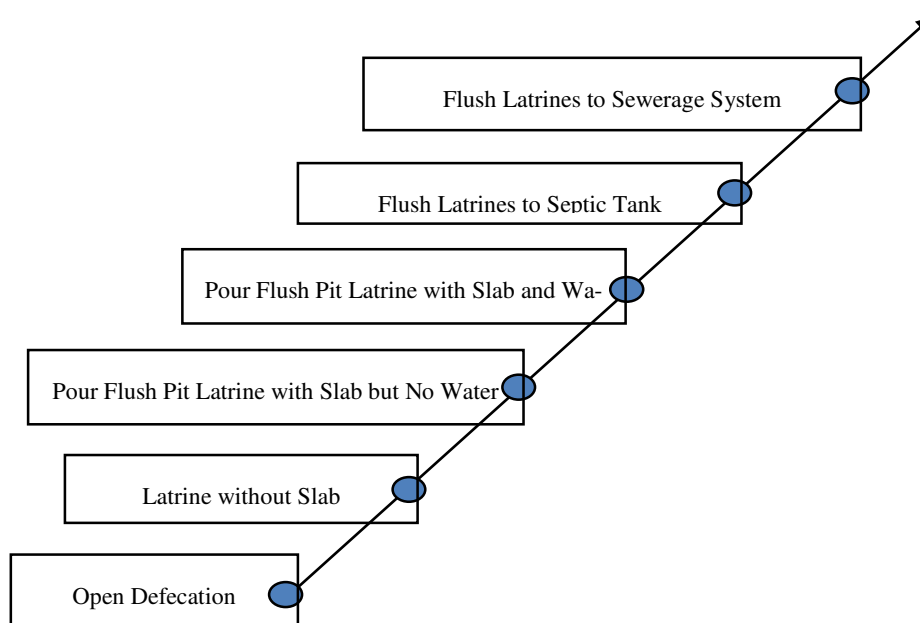 Flush Latrines to Sewerage System
Flush Latrines to Septic Tank
Pour Flush Pit Latrine with Slab and Wa-
Pour Flush Pit Latrine with Slab but No Water
Latrine without Slab
Open Defecation